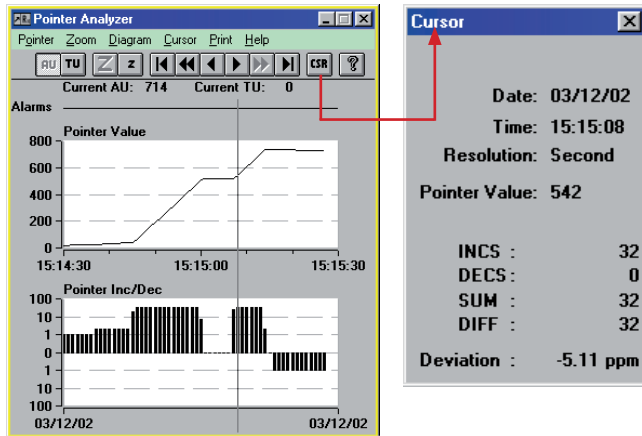 Pointer Analyzer
Pointer Zoom Diagram Cursor Print Help
AU TU Z z CSR ?
Current AU: 714 Current TU: 0
Alarms
Pointer Value
800
600
400
200
0
15:14:30 15:15:00 15:15:30
Pointer Inc/Dec
100
10
1
0
1
10
100
03/12/02 03/12/02
Cursor
Date: 03/12/02
Time: 15:15:08
Resolution: Second
Pointer Value: 542
INCS : 32
DECS : 0
SUM : 32
DIFF : 32
Deviation : -5.11 ppm